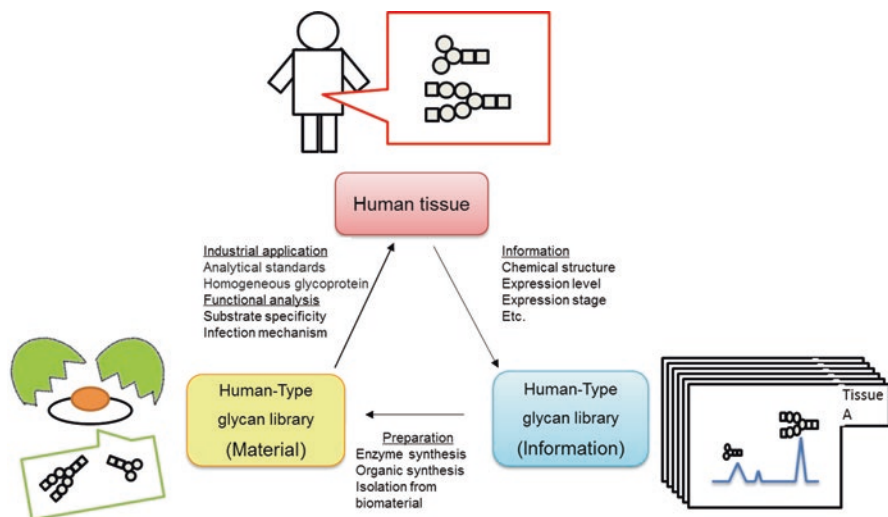 Human tissue
Industrial application
Analytical standards
Homogeneous glycoprotein
Functional analysis
Substrate specificity
Infection mechanism
Information
Chemical structure
Expression level
Expression stage
Etc.
Human-Type
glycan library
(Material)
Preparation
Enzyme synthesis
Organic synthesis
Isolation from
biomaterial
Human-Type
glycan library
(Information)
Tissue
A